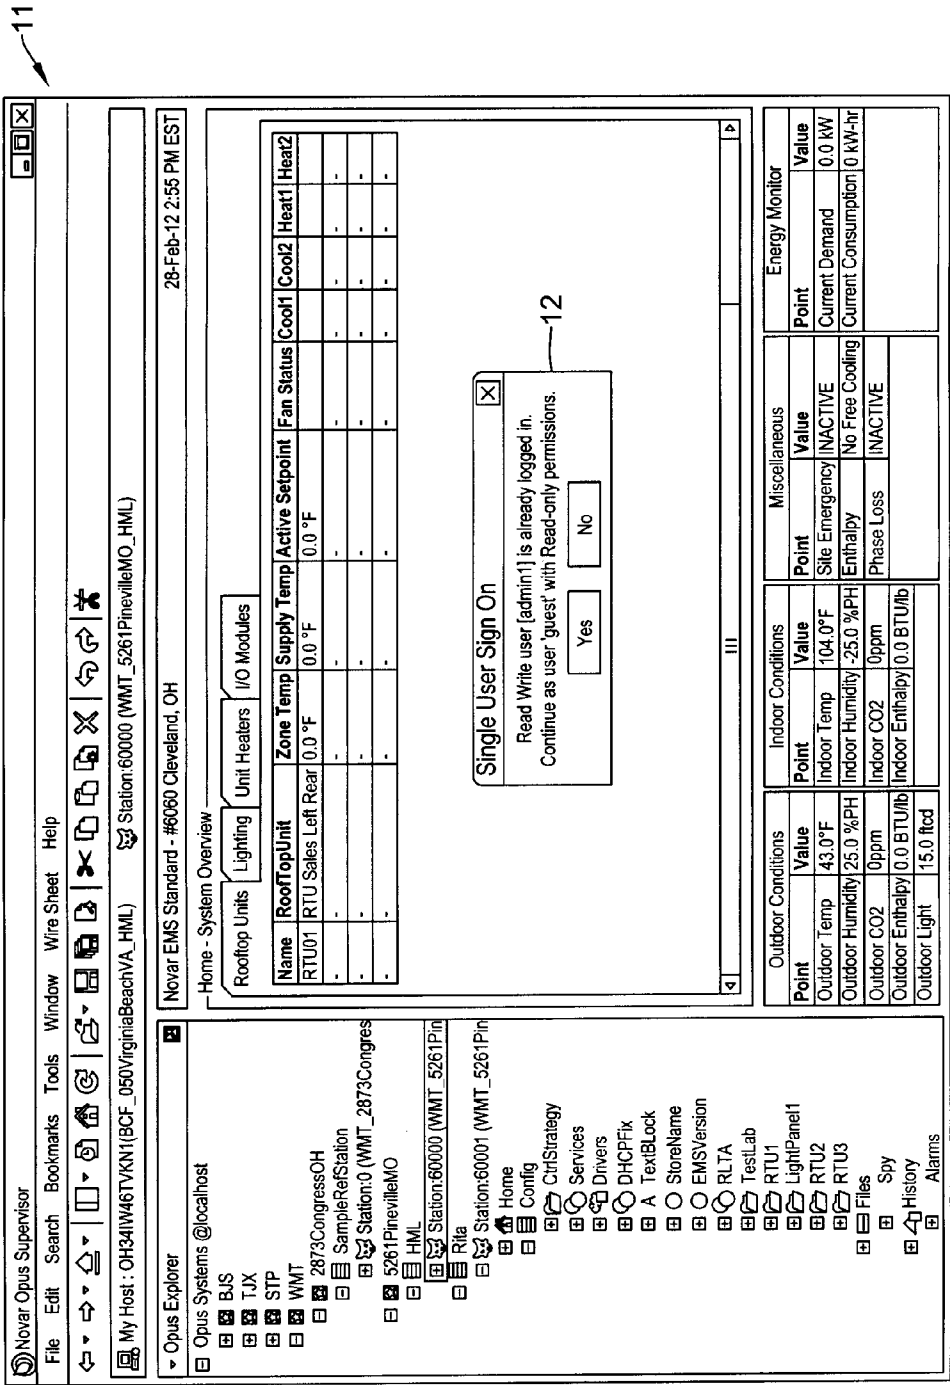 11
Novar Opus Supervisor
File Edit Search Bookmarks Tools Window Wire Sheet Help
My Host : OH34IW46TVKN1(BCF_050VirginiaBeachVA_HML) Station:60000 (WMT_5261PinevilleMO_HML)
Opus Explorer
Opus Systems @localhost
BJS
TJX
STP
WMT
2873CongressOH
SampleRefStation
Station:0 (WMT_2873Congres
5261PinevilleMO
HML
Station:60000 (WMT_5261Pin
Rita
Station:60001 (WMT_5261Pin
Home
Config
CtrlStrategy
Services
Drivers
DHCPFix
A TextBLock
StoreName
EMSVersion
RLTA
TestLab
RTU1
LightPanel1
RTU2
RTU3
Files
Spy
History
Alarms
Novar EMS Standard - #6060 Cleveland, OH 28-Feb-12 2:55 PM EST
Home - System Overview
Rooftop Units Lighting Unit Heaters I/O Modules
Name RoofTopUnit Zone Temp Supply Temp Active Setpoint Fan Status Cool1 Cool2 Heat1 Heat2
RTU01 RTU Sales Left Rear 0.0 °F 0.0 °F 0.0 °F
- - - - - - - - - -
- - - - - - - - - -
- - - - - - - - - -
Single User Sign On
Read Write user [admin1] is already logged in.
Continue as user 'guest' with Read-only permissions.
Yes No
12
Outdoor Conditions
Point Value
Outdoor Temp 43.0°F
Outdoor Humidity 25.0 %PH
Outdoor CO2 0ppm
Outdoor Enthalpy 0.0 BTU/lb
Outdoor Light 15.0 ftcd
Indoor Conditions
Point Value
Indoor Temp 104.0°F
Indoor Humidity -25.0 %PH
Indoor CO2 0ppm
Indoor Enthalpy 0.0 BTU/lb
Miscellaneous
Point Value
Site Emergency INACTIVE
Enthalpy No Free Cooling
Phase Loss INACTIVE
Energy Monitor
Point Value
Current Demand 0.0 kW
Current Consumption 0 kW-hr